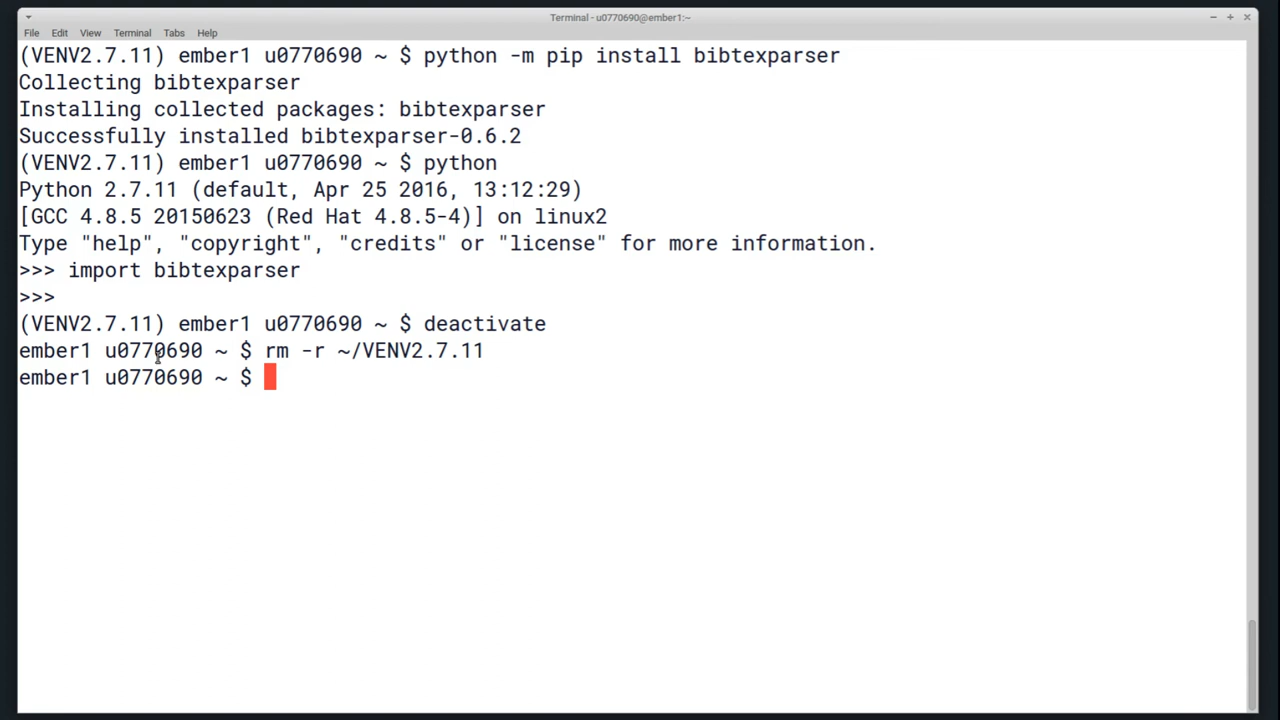 Terminal - u0770690@ember1:~
File Edit View Terminal Tabs Help
(VENV2.7.11) ember1 u0770690 ~ $ python -m pip install bibtexparser
Collecting bibtexparser
Installing collected packages: bibtexparser
Successfully installed bibtexparser-0.6.2
(VENV2.7.11) ember1 u0770690 ~ $ python
Python 2.7.11 (default, Apr 25 2016, 13:12:29)
[GCC 4.8.5 20150623 (Red Hat 4.8.5-4)] on linux2
Type "help", "copyright", "credits" or "license" for more information.
>>> import bibtexparser
>>>
(VENV2.7.11) ember1 u0770690 ~ $ deactivate
ember1 u0770690 ~ $ rm -r ~/VENV2.7.11
ember1 u0770690 ~ $